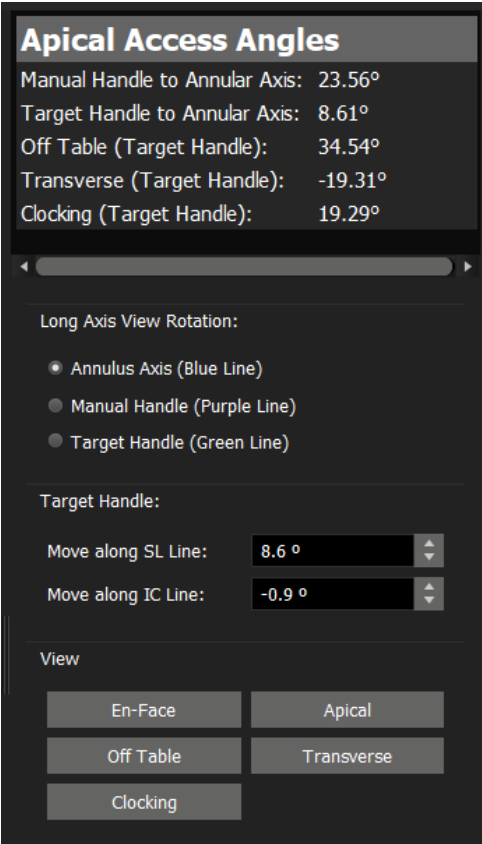 Apical Access Angles
Manual Handle to Annular Axis: 23.56º
Target Handle to Annular Axis: 8.61º
Off Table (Target Handle): 34.54º
Transverse (Target Handle): -19.31º
Clocking (Target Handle): 19.29º
Long Axis View Rotation:
Annulus Axis (Blue Line)
Manual Handle (Purple Line)
Target Handle (Green Line)
Target Handle:
Move along SL Line: 8.6 º
Move along IC Line: -0.9 º
View
En-Face Apical
Off Table Transverse
Clocking